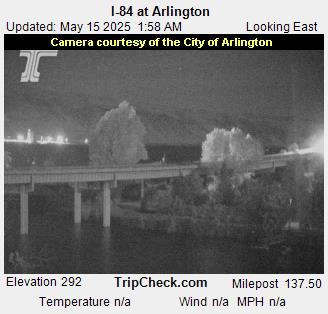 I-84 at Arlington
Updated: May 15 2025 1:58 AM Looking East
Camera courtesy of the City of Arlington
Elevation 292 TripCheck.com Milepost 137.50
Temperature n/a Wind n/a MPH n/a